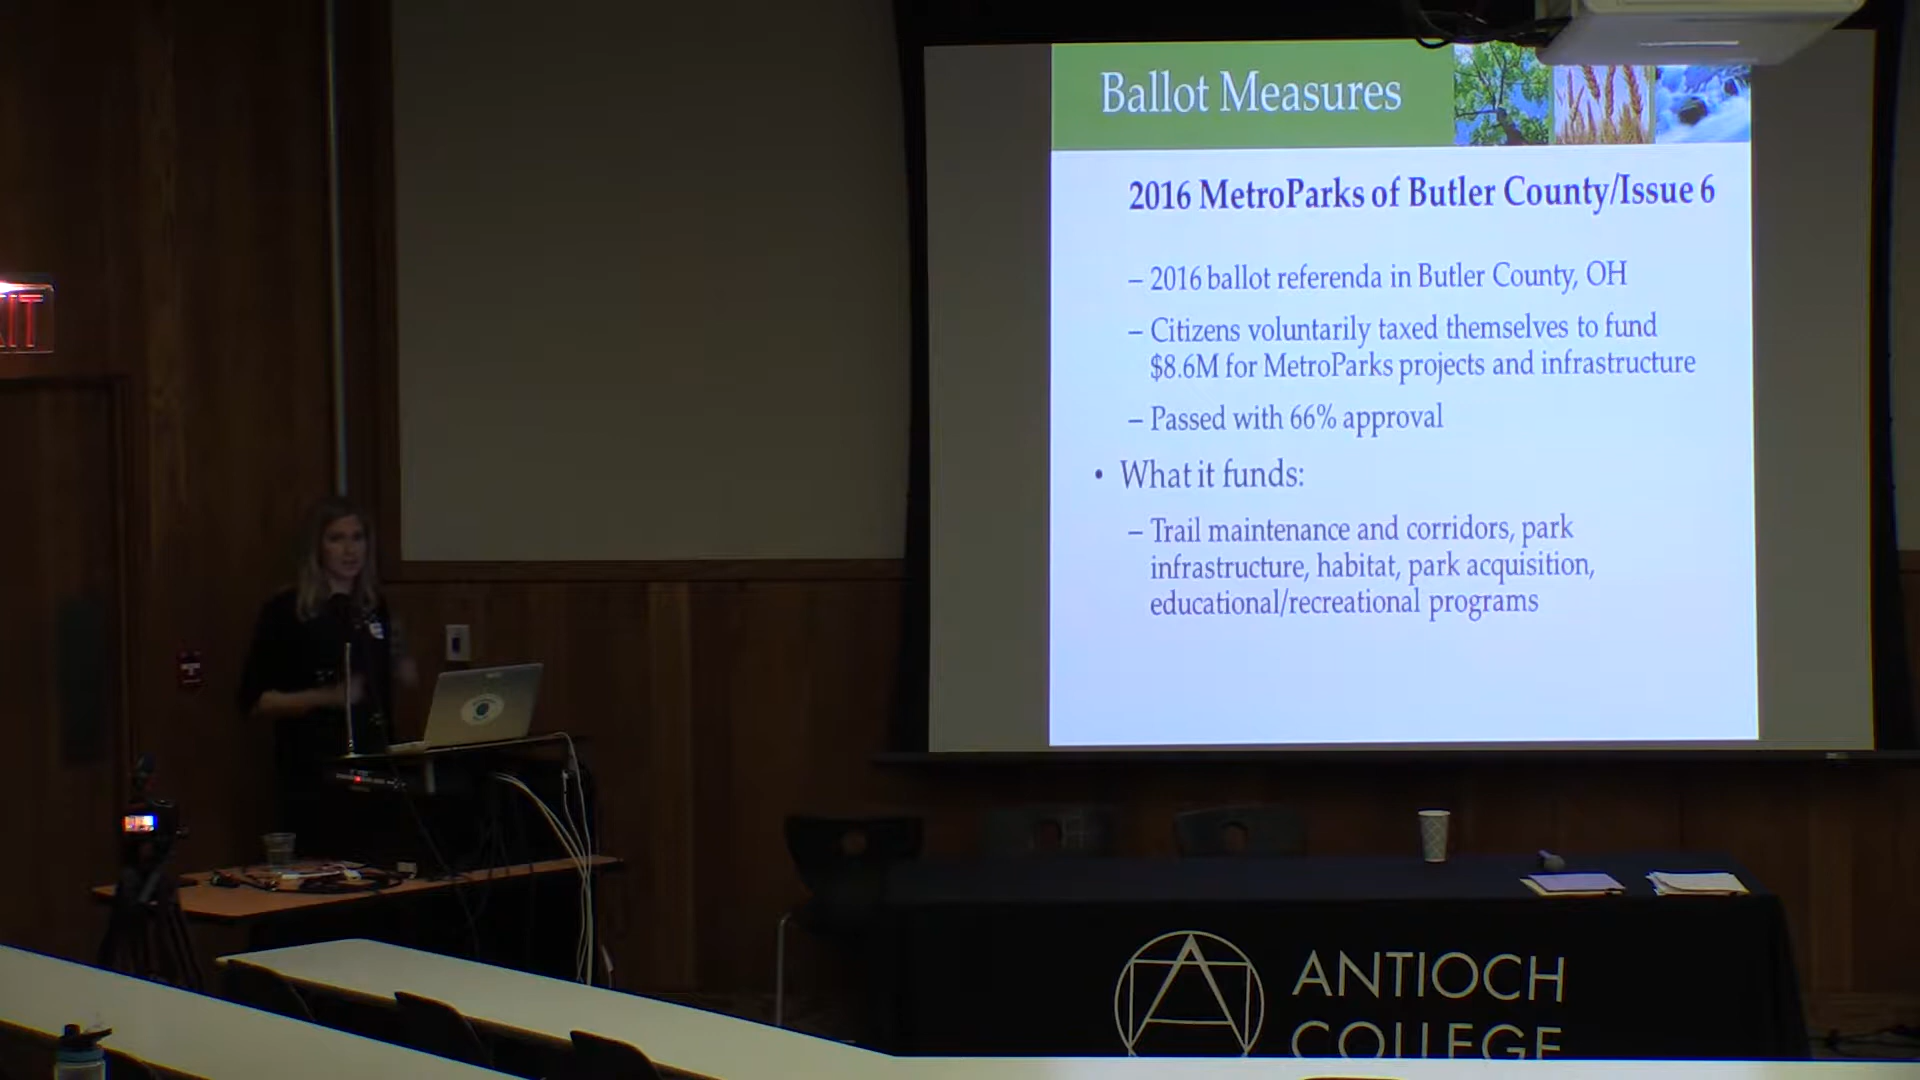 Ballot Measures
2016 MetroParks of Butler County/Issue 6
– 2016 ballot referenda in Butler County, OH
– Citizens voluntarily taxed themselves to fund
$8.6M for MetroParks projects and infrastructure
– Passed with 66% approval
• What it funds:
– Trail maintenance and corridors, park
infrastructure, habitat, park acquisition,
educational/recreational programs
IT
ANTIOCH
COLLEGE